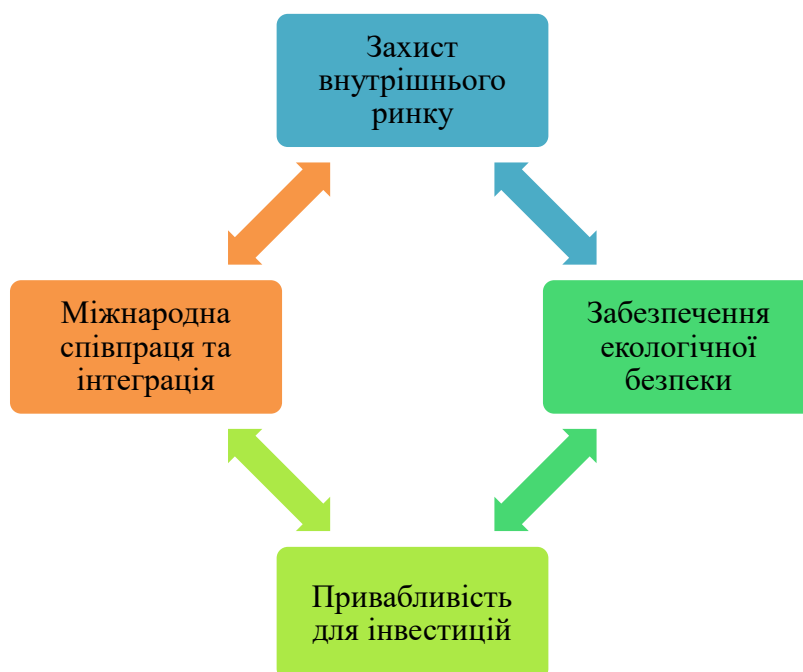 Захист
внутрішнього
ринку
Міжнародна
співпраця та
інтеграція
Забезпечення
екологічної
безпеки
Привабливість
для інвестицій